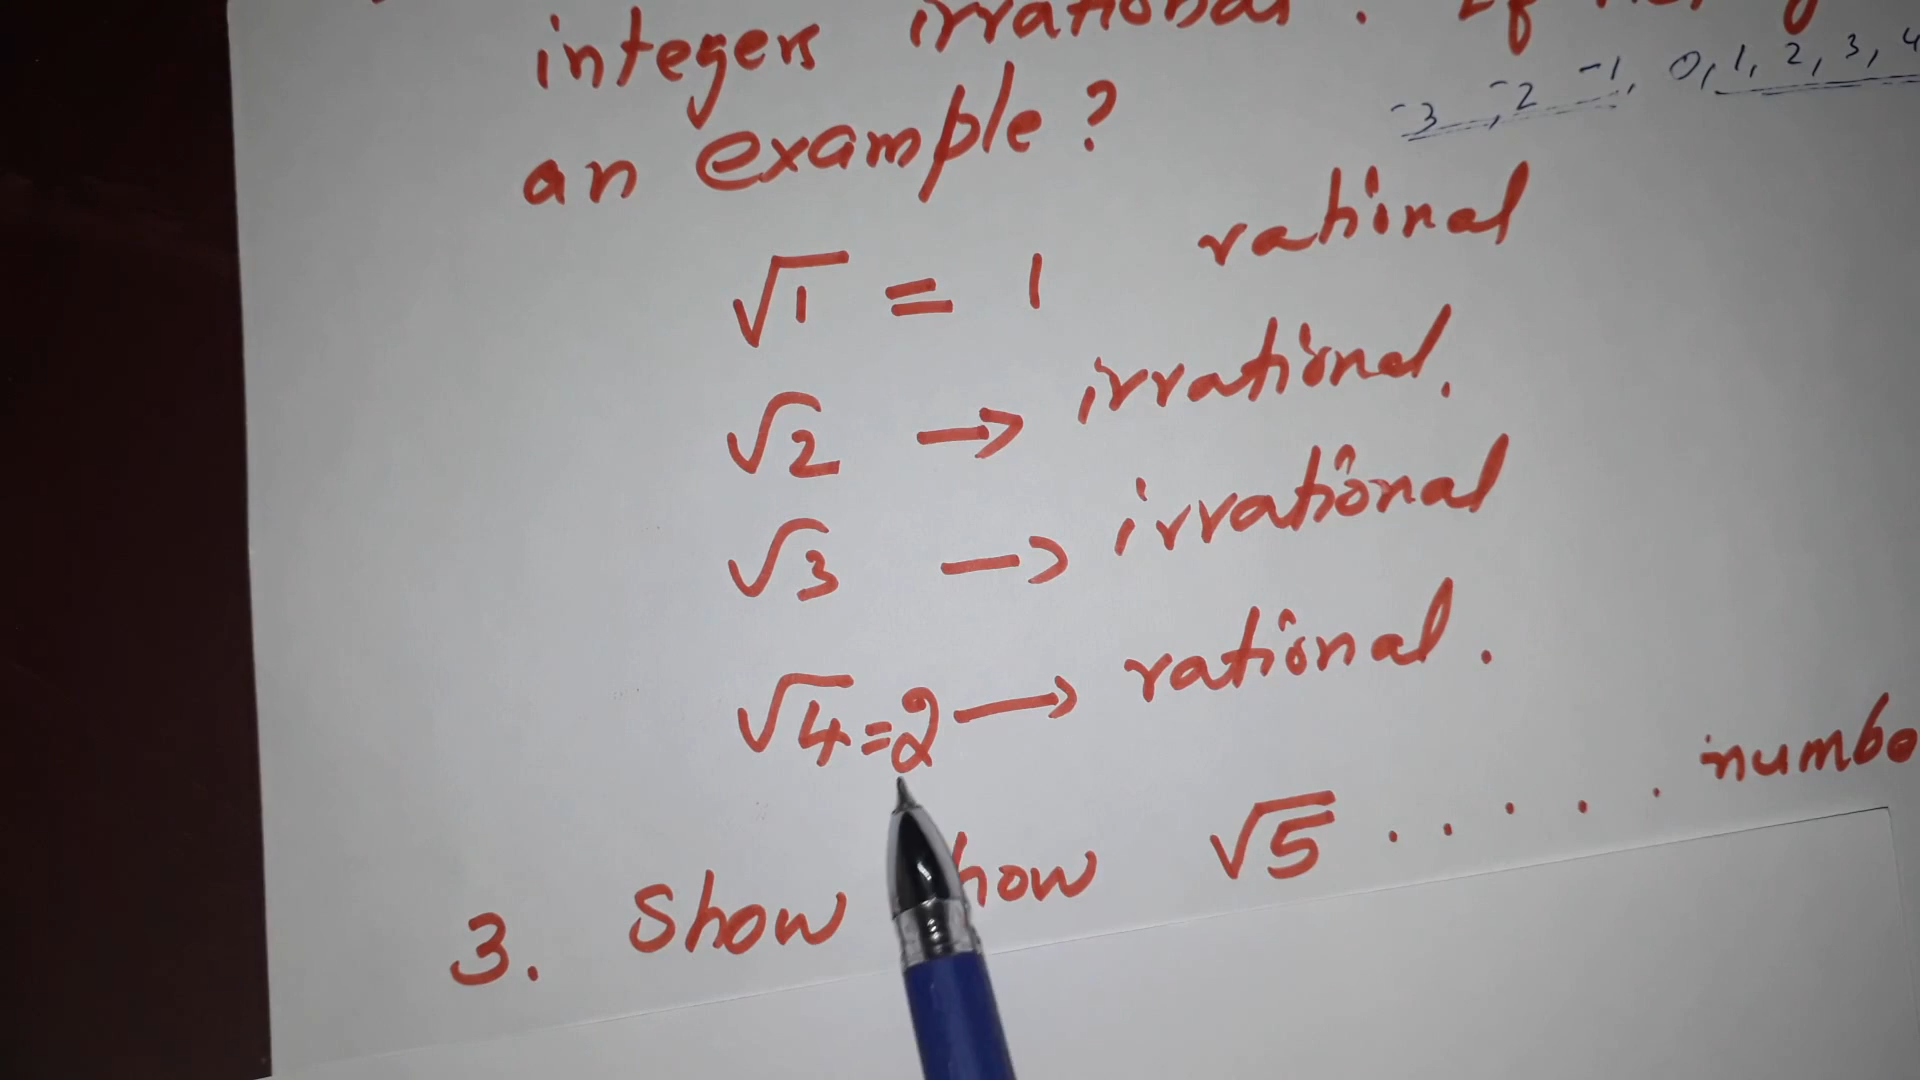 integers irrational. If
-3, -2 -1, 0, 1, 2, 3, 4
an example?
√1 = 1 rational
√2 → irrational.
√3 → irrational
√4=2 → rational.
3. Show how √5 . . . . .